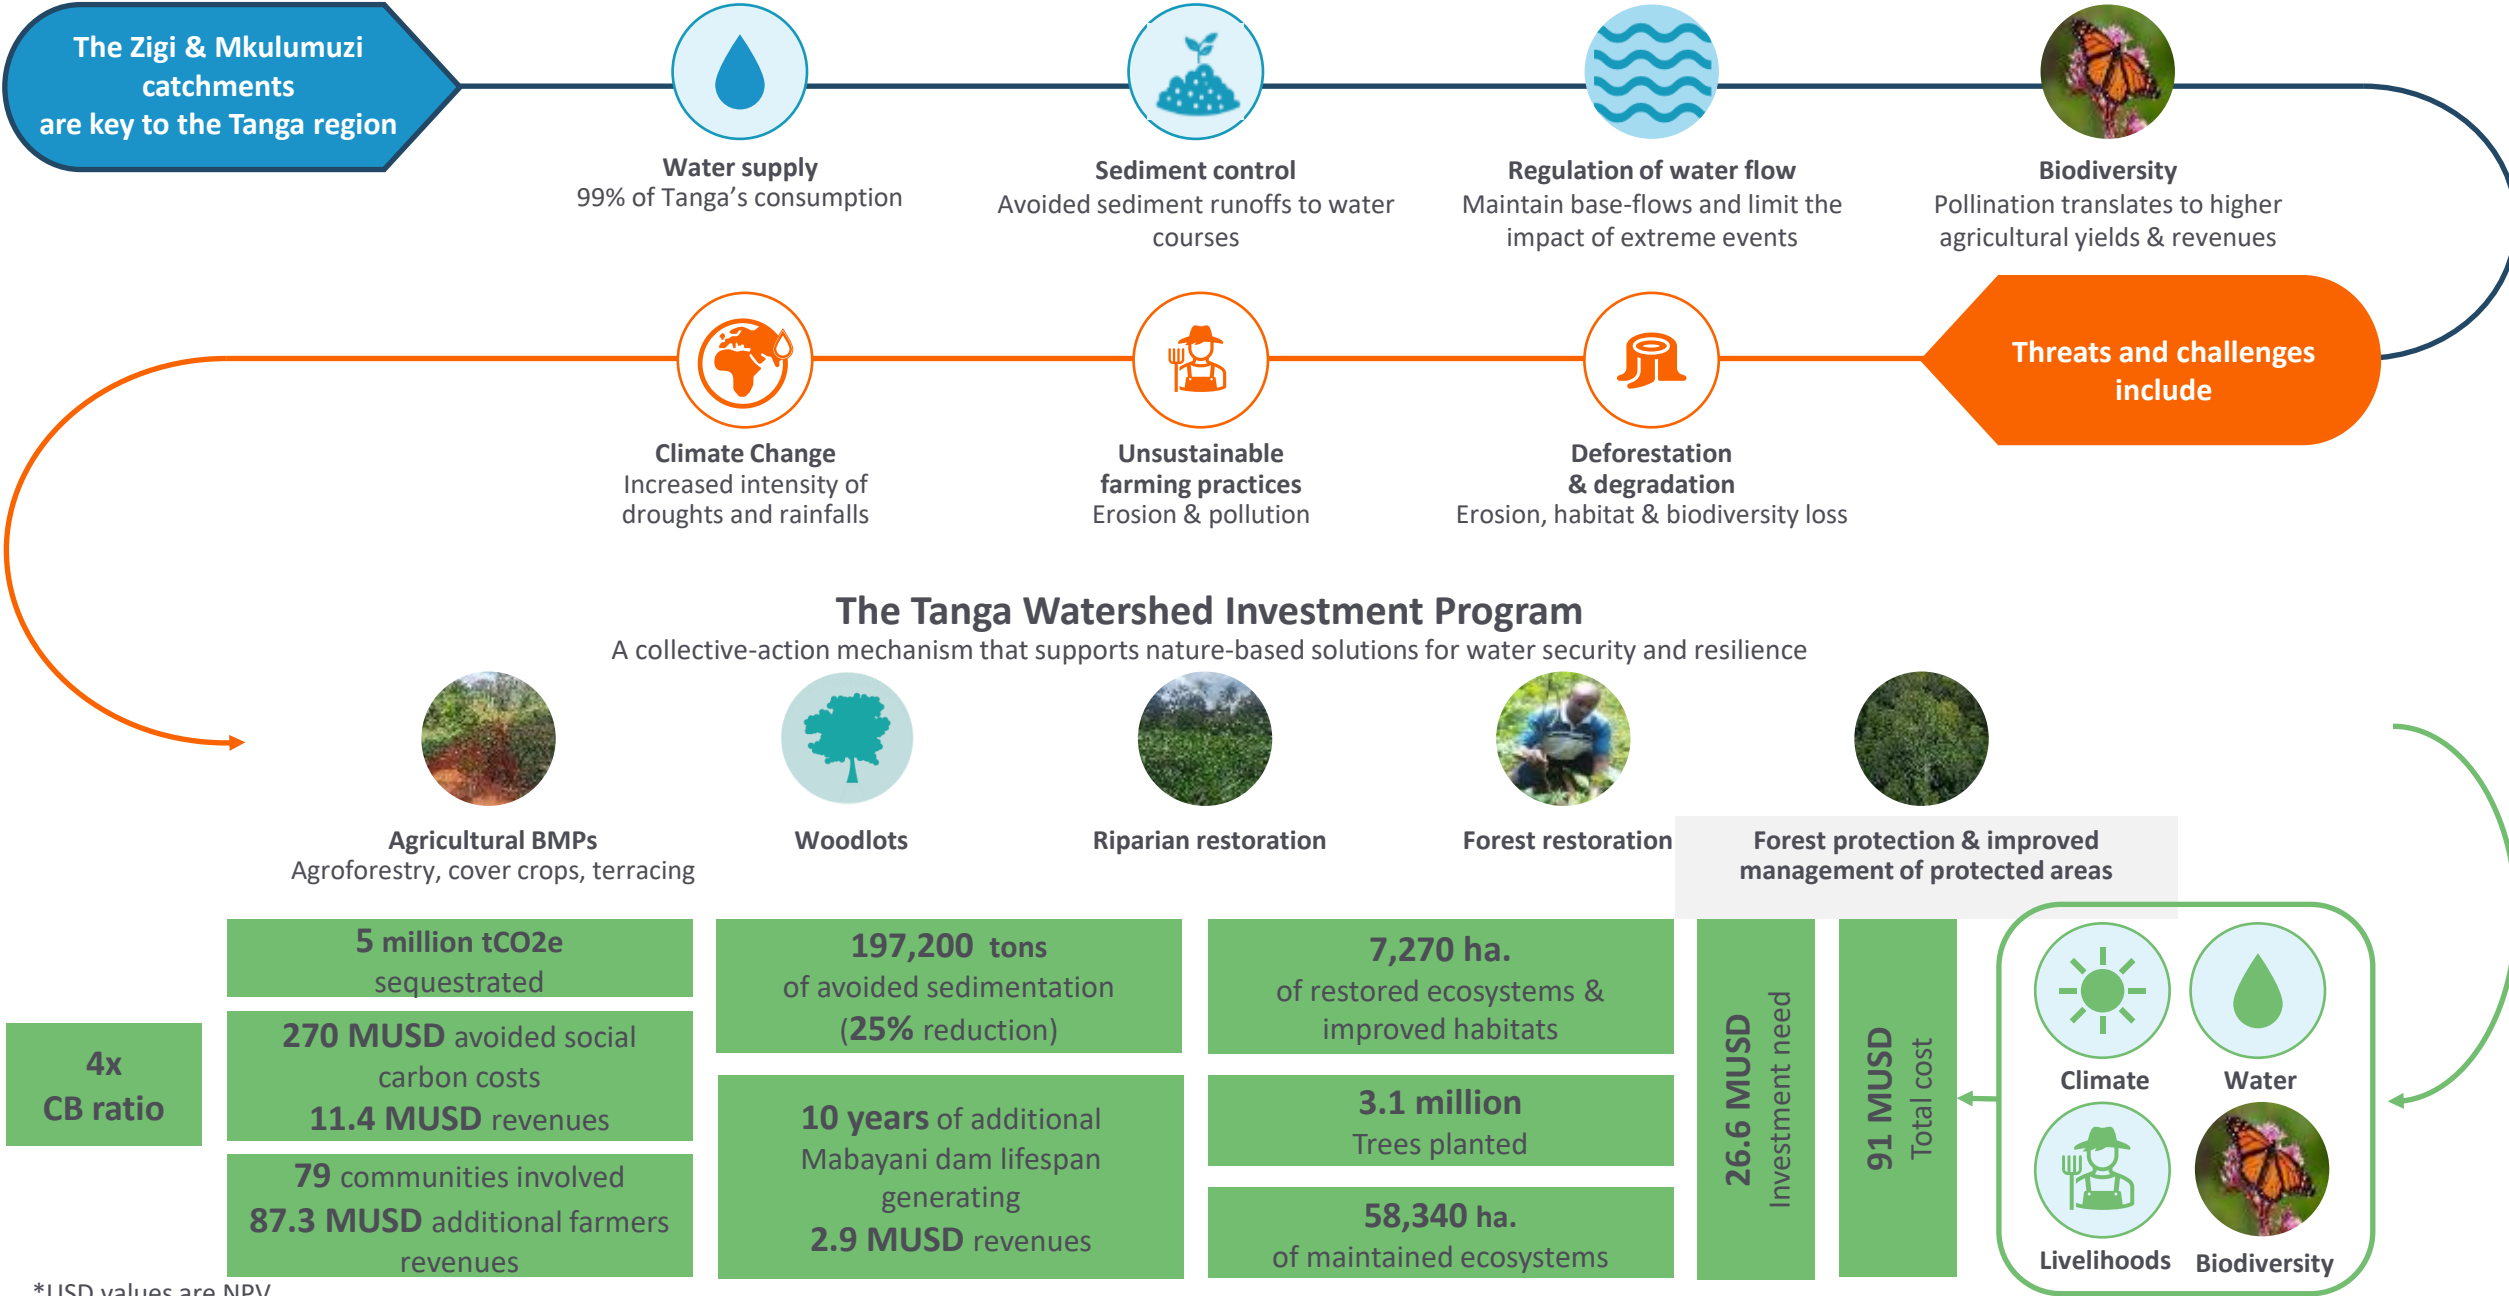 The Zigi & Mkulumuzi
catchments
are key to the Tanga region
Water supply
99% of Tanga's consumption
Sediment control
Avoided sediment runoffs to water
courses
Regulation of water flow
Maintain base-flows and limit the
impact of extreme events
Biodiversity
Pollination translates to higher
agricultural yields & revenues
Threats and challenges
include
Climate Change
Increased intensity of
droughts and rainfalls
Unsustainable
farming practices
Erosion & pollution
Deforestation
& degradation
Erosion, habitat & biodiversity loss
The Tanga Watershed Investment Program
A collective-action mechanism that supports nature-based solutions for water security and resilience
Agricultural BMPs
Agroforestry, cover crops, terracing
Woodlots
Riparian restoration
Forest restoration
Forest protection & improved
management of protected areas
4x
CB ratio
5 million tCO2e
sequestrated
270 MUSD avoided social
carbon costs
11.4 MUSD revenues
79 communities involved
87.3 MUSD additional farmers
revenues
197,200 tons
of avoided sedimentation
(25% reduction)
10 years of additional
Mabayani dam lifespan
generating
2.9 MUSD revenues
7,270 ha.
of restored ecosystems &
improved habitats
3.1 million
Trees planted
58,340 ha.
of maintained ecosystems
26.6 MUSD
Investment need
91 MUSD
Total cost
Climate
Water
Livelihoods
Biodiversity
*USD values are NPV